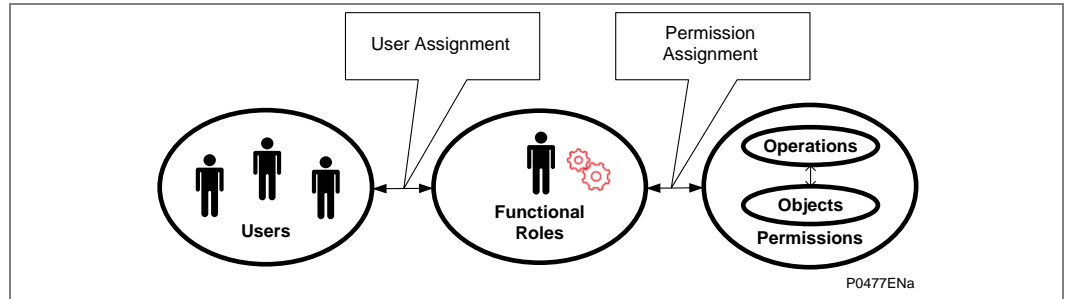 User Assignment
Permission
Assignment
Users
Functional
Roles
Operations
Objects
Permissions
P0477ENa